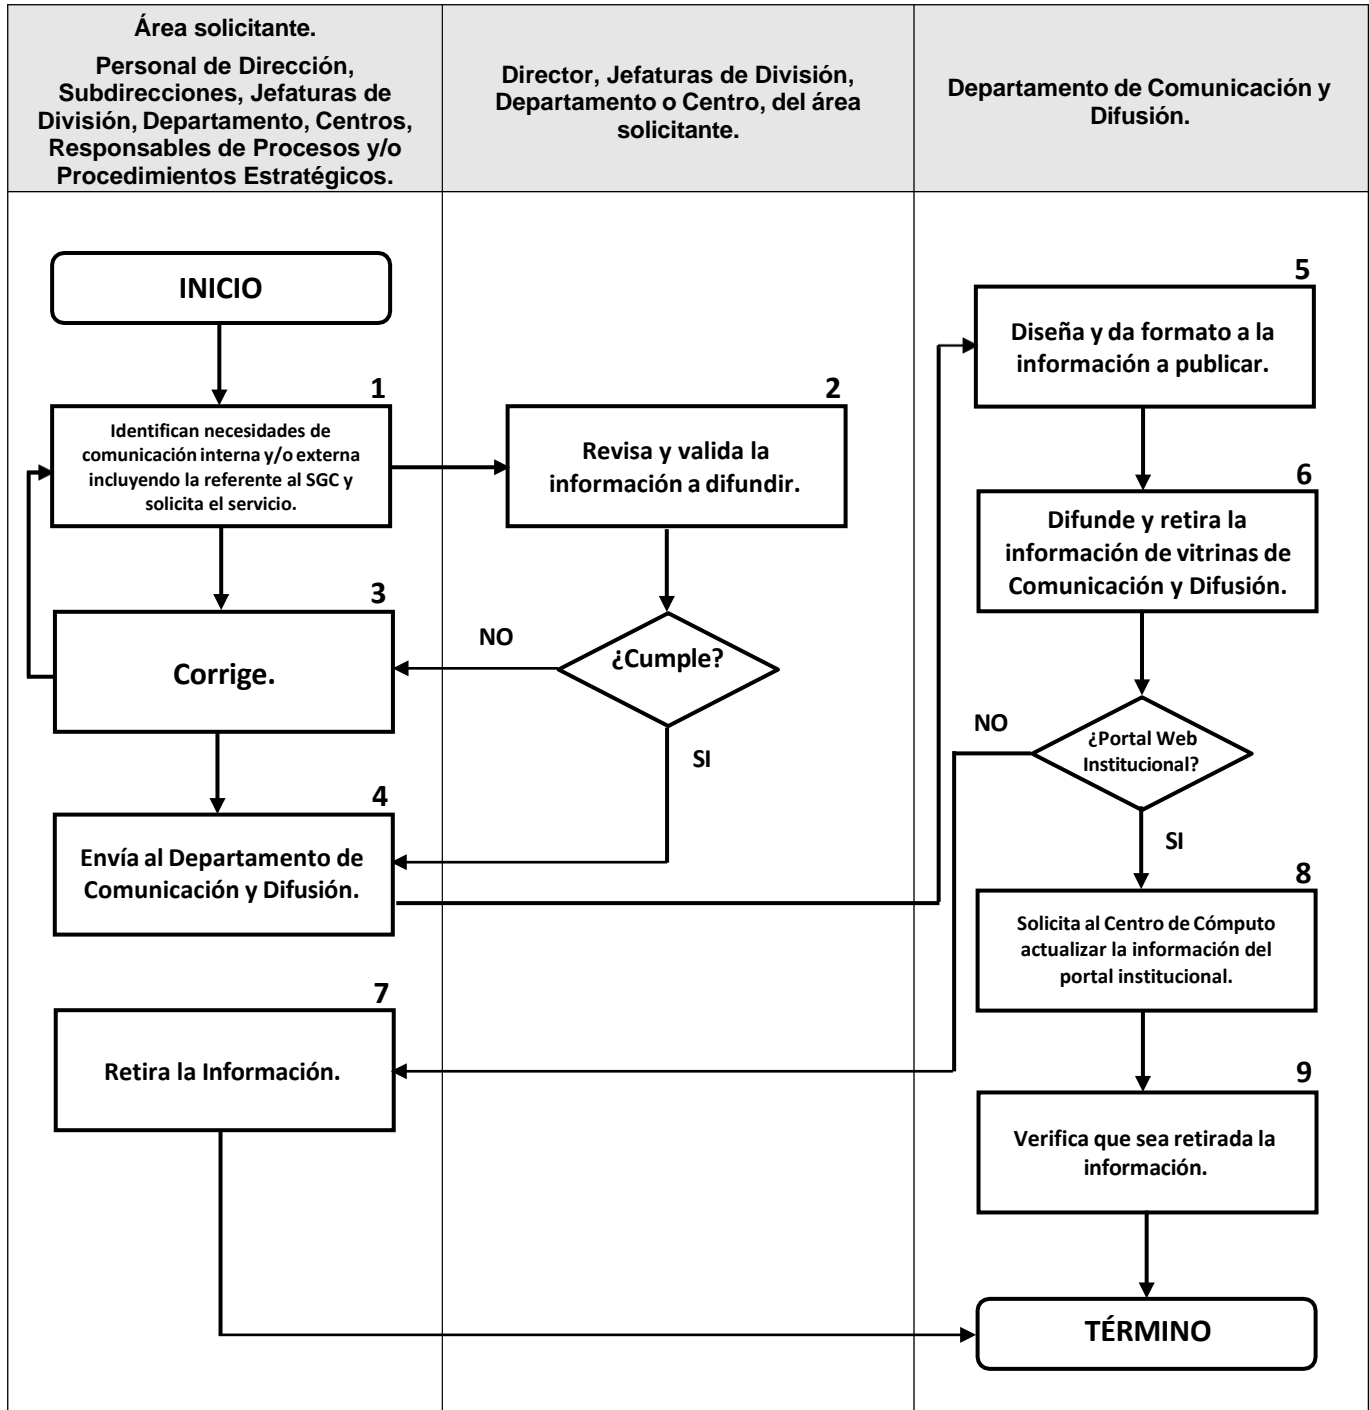 Área solicitante.
Personal de Dirección,
Subdirecciones, Jefaturas de
División, Departamento, Centros,
Responsables de Procesos y/o
Procedimientos Estratégicos.
Director, Jefaturas de División,
Departamento o Centro, del área
solicitante.
Departamento de Comunicación y
Difusión.
INICIO
1
Identifican necesidades de
comunicación interna y/o externa
incluyendo la referente al SGC y
solicita el servicio.
2
Revisa y valida la
información a difundir.
¿Cumple?
NO
SI
3
Corrige.
4
Envía al Departamento de
Comunicación y Difusión.
5
Diseña y da formato a la
información a publicar.
6
Difunde y retira la
información de vitrinas de
Comunicación y Difusión.
¿Portal Web
Institucional?
NO
SI
7
Retira la Información.
8
Solicita al Centro de Cómputo
actualizar la información del
portal institucional.
9
Verifica que sea retirada la
información.
TÉRMINO